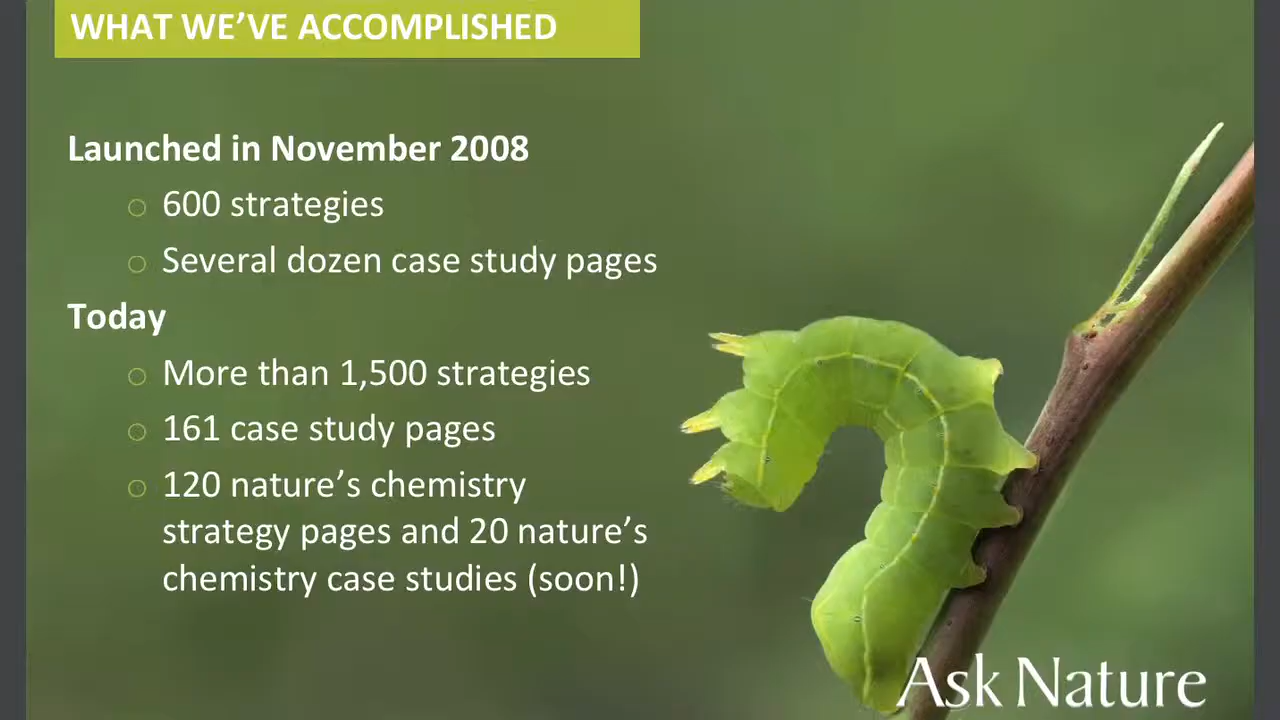 WHAT WE’VE ACCOMPLISHED
Launched in November 2008
600 strategies
Several dozen case study pages
Today
More than 1,500 strategies
161 case study pages
120 nature’s chemistry
strategy pages and 20 nature’s
chemistry case studies (soon!)
Ask Nature